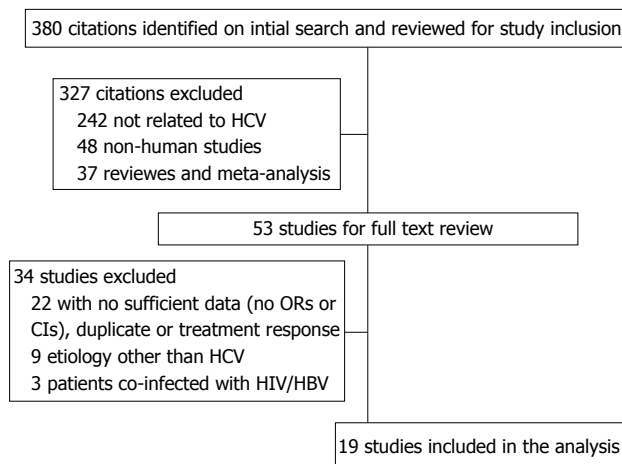 380 citations identified on intial search and reviewed for study inclusion
327 citations excluded
242 not related to HCV
48 non-human studies
37 reviewes and meta-analysis
53 studies for full text review
34 studies excluded
22 with no sufficient data (no ORs or
CIs), duplicate or treatment response
9 etiology other than HCV
3 patients co-infected with HIV/HBV
19 studies included in the analysis